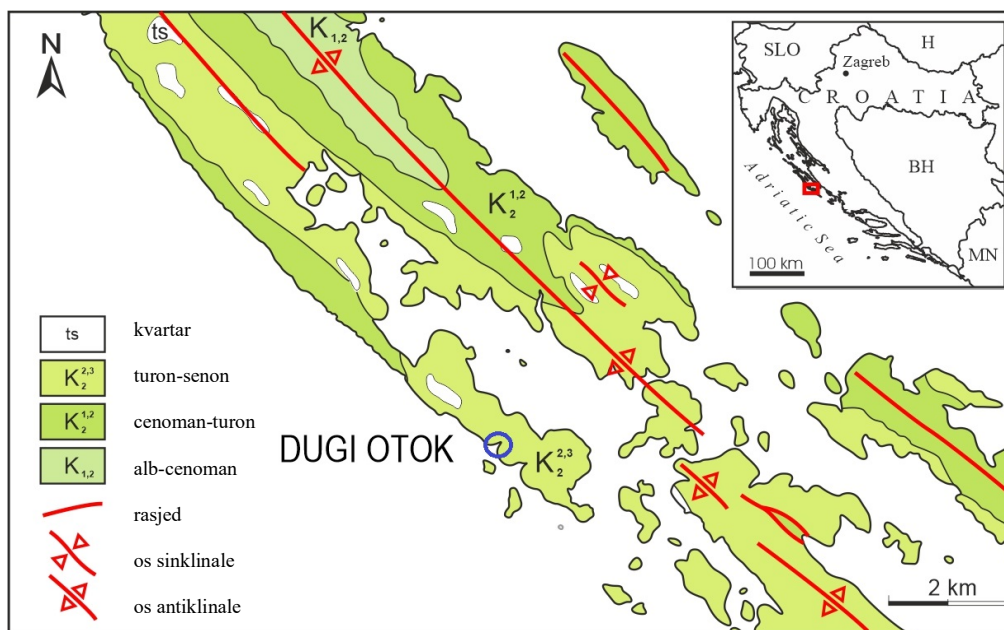 N
ts
K1,2
K2^1,2
DUGI OTOK
K2^2,3
2 km
ts kvartar
K2^2,3 turon-senon
K2^1,2 cenoman-turon
K1,2 alb-cenoman
rasjed
os sinklinale
os antiklinale
SLO
H
Zagreb
C R O A T I A
BH
Adriatic Sea
MN
100 km